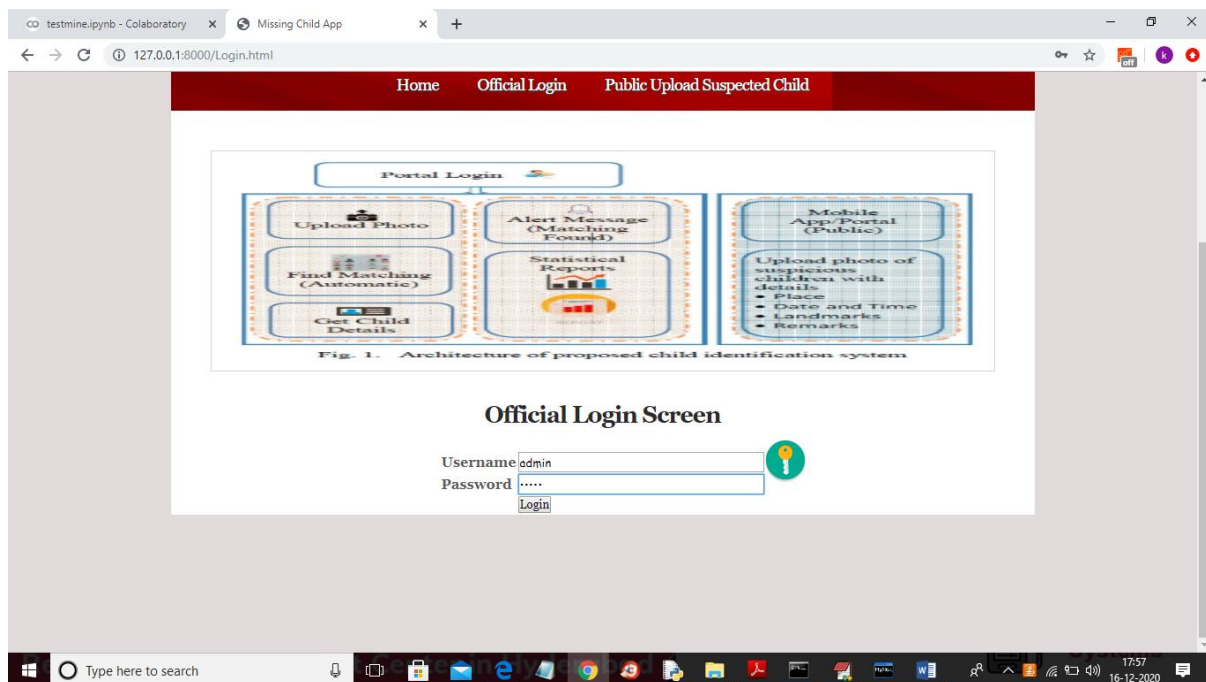 testmine.ipynb - Colaboratory
Missing Child App
127.0.0.1:8000/Login.html
off
k
Home Official Login Public Upload Suspected Child
Portal Login
Upload Photo
Find Matching
(Automatic)
Get Child
Details
Alert Message
(Matching
Found)
Statistical
Reports
Mobile
App/Portal
(Public)
Upload photo of
suspicious
children with
details
• Place
• Date and Time
• Landmarks
• Remarks
Fig. 1. Architecture of proposed child identification system
Official Login Screen
Username admin
Password •••••
Login
Type here to search
in Hyderabad
Systems
17:57
16-12-2020